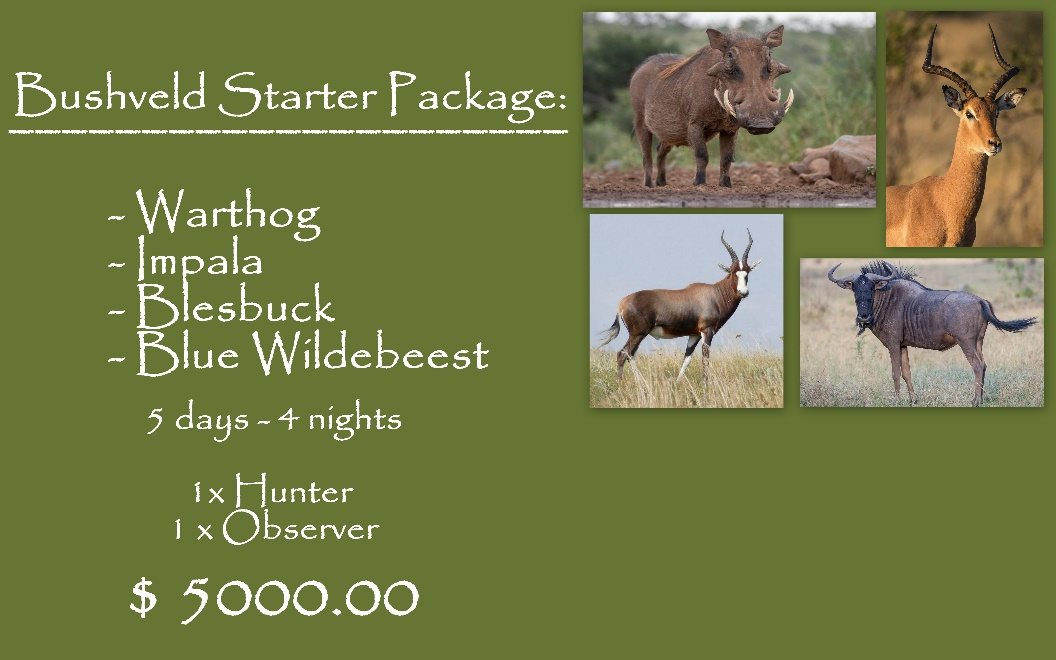 Bushveld Starter Package:
- Warthog
- Impala
- Blesbuck
- Blue Wildebeest
5 days - 4 nights
1x Hunter
1 x Observer
$ 5000.00